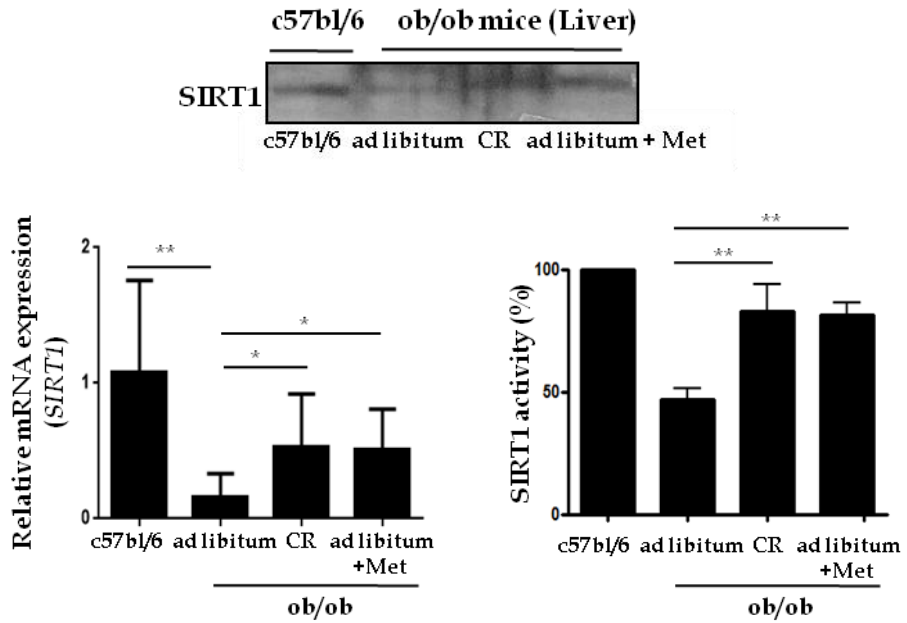 c57bl/6 ob/ob mice (Liver)
SIRT1
c57bl/6 ad libitum CR ad libitum + Met
Relative mRNA expression
(SIRT1)
2
1
0
**
*
*
c57bl/6 ad libitum CR ad libitum
+Met
ob/ob
SIRT1 activity (%)
100
50
0
**
**
c57bl/6 ad libitum CR ad libitum
+Met
ob/ob